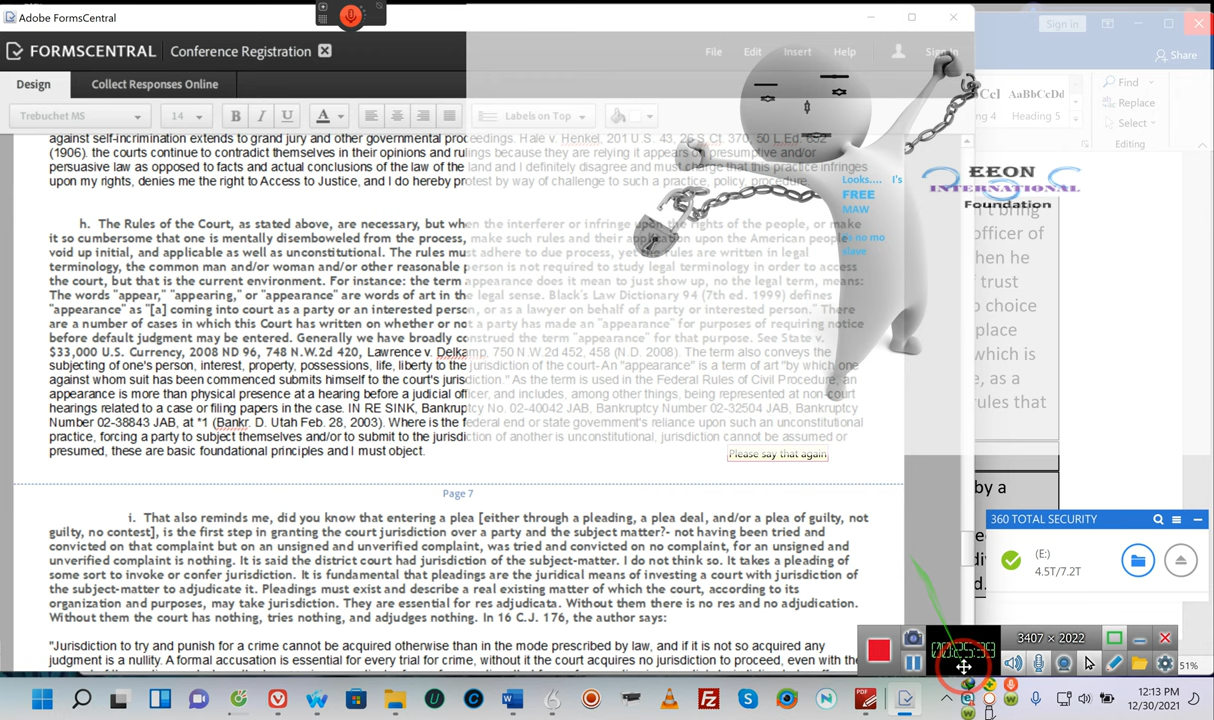 Adobe FormsCentral
FORMSCENTRAL Conference Registration
File Edit Insert Help Sign In
Sign in
Share
Design Collect Responses Online
Trebuchet MS 14 B I U A Labels on Top
AaBbCcDd
Heading 5
Find
Replace
Select
Editing
against self-incrimination extends to grand jury and other governmental proceedings. Hale v. Henkel, 201 U.S. 43, 26 S.Ct. 370, 50 L.Ed. 652
(1906). the courts continue to contradict themselves in their opinions and rulings because they are relying it appears on presumptive and/or
persuasive law as opposed to facts and actual conclusions of the law of the land and I definitely disagree and must charge that this practice infringes
upon my rights, denies me the right to Access to Justice, and I do hereby protest by way of challenge to such a practice, policy, procedure.
Looks.... I's
FREE
MAW
Is no mo
slave
EEON
INTERNATIONAL
Foundation
h. The Rules of the Court, as stated above, are necessary, but when the interferer or infringe upon the rights of the people, or make
it so cumbersome that one is mentally disemboweled from the process, make such rules and their application upon the American people
void up initial, and applicable as well as unconstitutional. The rules must adhere to due process, yet the rules are written in legal
terminology, the common man and/or woman and/or other reasonable person is not required to study legal terminology in order to access
the court, but that is the current environment. For instance: the term appearance does it mean to just show up, no the legal term, means:
The words "appear," "appearing," or "appearance" are words of art in the legal sense. Black's Law Dictionary 94 (7th ed. 1999) defines
"appearance" as "[a] coming into court as a party or an interested person, or as a lawyer on behalf of a party or interested person." There
are a number of cases in which this Court has written on whether or not a party has made an "appearance" for purposes of requiring notice
before default judgment may be entered. Generally we have broadly construed the term "appearance" for that purpose. See State v.
$33,000 U.S. Currency, 2008 ND 96, 748 N.W.2d 420, Lawrence v. Delkamp, 750 N.W.2d 452, 458 (N.D. 2008). The term also conveys the
subjecting of one's person, interest, property, possessions, life, liberty to the jurisdiction of the court-An "appearance" is a term of art "by which one
against whom suit has been commenced submits himself to the court's jurisdiction." As the term is used in the Federal Rules of Civil Procedure, an
appearance is more than physical presence at a hearing before a judicial officer, and includes, among other things, being represented at non-court
hearings related to a case or filing papers in the case. IN RE SINK, Bankruptcy No. 02-40042 JAB, Bankruptcy Number 02-32504 JAB, Bankruptcy
Number 02-38843 JAB, at *1 (Bankr. D. Utah Feb. 28, 2003). Where is the federal end or state government's reliance upon such an unconstitutional
practice, forcing a party to subject themselves and/or to submit to the jurisdiction of another is unconstitutional, jurisdiction cannot be assumed or
presumed, these are basic foundational principles and I must object.
Please say that again
Page 7
i. That also reminds me, did you know that entering a plea [either through a pleading, a plea deal, and/or a plea of guilty, not
guilty, no contest], is the first step in granting the court jurisdiction over a party and the subject matter?- not having been tried and
convicted on that complaint but on an unsigned and unverified complaint, was tried and convicted on no complaint, for an unsigned and
unverified complaint is nothing. It is said the district court had jurisdiction of the subject-matter. I do not think so. It takes a pleading of
some sort to invoke or confer jurisdiction. It is fundamental that pleadings are the juridical means of investing a court with jurisdiction of
the subject-matter to adjudicate it. Pleadings must exist and describe a real existing matter of which the court, according to its
organization and purposes, may take jurisdiction. They are essential for res adjudicata. Without them there is no res and no adjudication.
Without them the court has nothing, tries nothing, and adjudges nothing. In 16 C.J. 176, the author says:
"Jurisdiction to try and punish for a crime cannot be acquired otherwise than in the mode prescribed by law, and if it is not so acquired any
judgment is a nullity. A formal accusation is essential for every trial for crime, without it the court acquires no jurisdiction to proceed, even with the
officer of
hen he
trust
choice
place
which is
e, as a
rules that
by a
360 TOTAL SECURITY
(E:)
4.5T/7.2T
3407 × 2022
51%
12:13 PM
12/30/2021